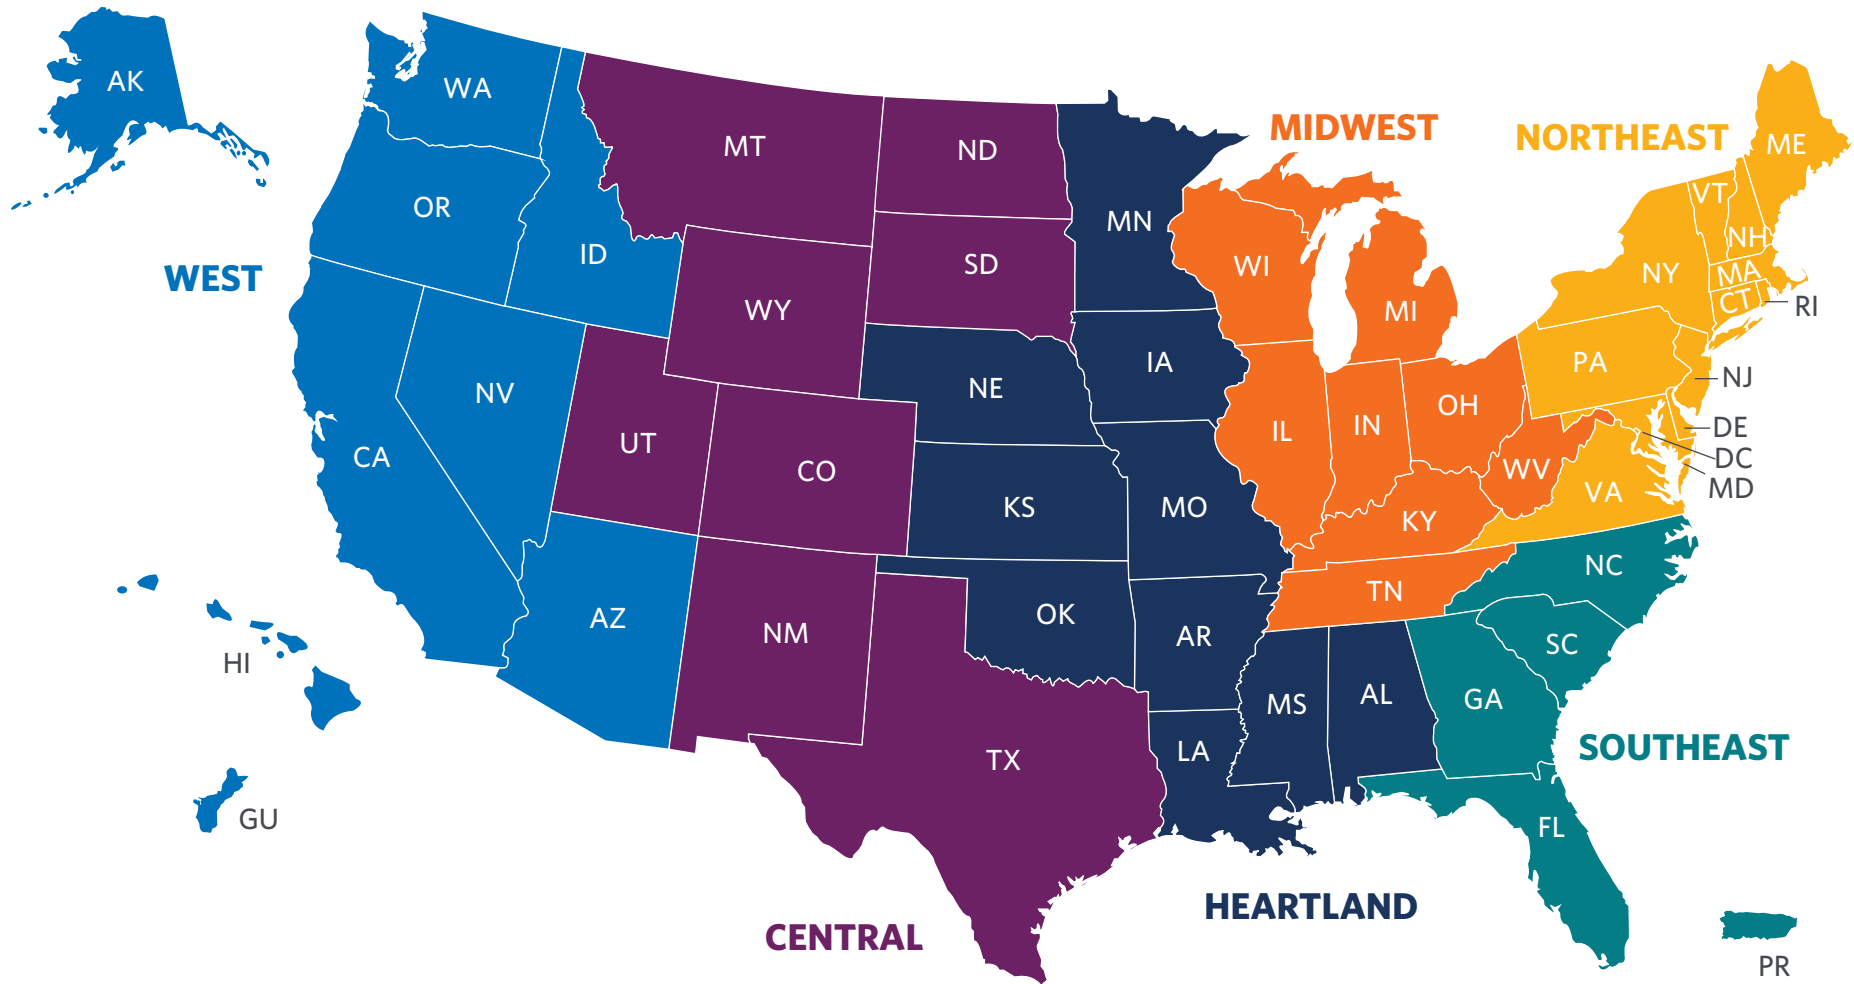 AK
WA
MT
ND
MIDWEST
NORTHEAST
ME
OR
MN
VT
NH
ID
WEST
SD
WI
NY
MA
CT
RI
WY
MI
PA
NJ
NE
IA
NV
OH
IL
IN
DE
UT
CO
CA
DC
WV
MD
VA
KS
MO
KY
NC
TN
AZ
NM
OK
AR
SC
HI
MS
AL
GA
SOUTHEAST
LA
TX
GU
FL
HEARTLAND
CENTRAL
PR